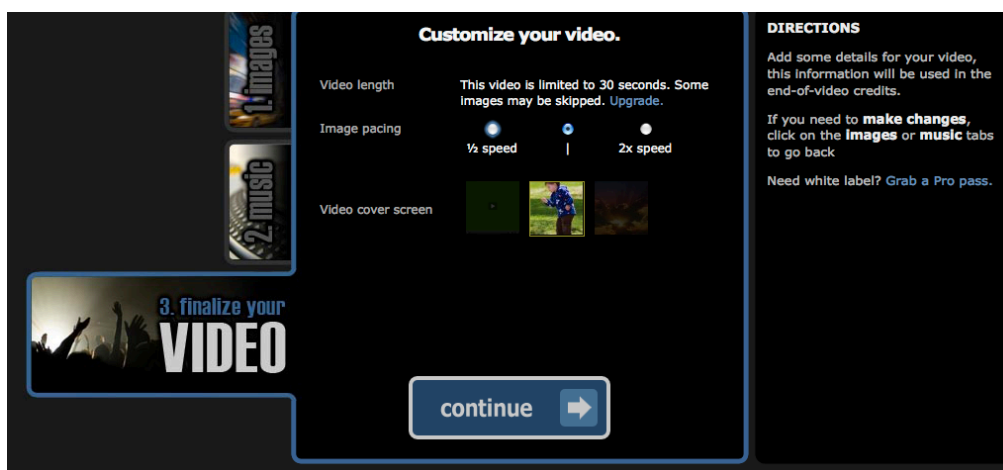 1. images
2. music
3. finalize your
VIDEO
Customize your video.
Video length
This video is limited to 30 seconds. Some
images may be skipped. Upgrade.
Image pacing
½ speed
|
2x speed
Video cover screen
continue
DIRECTIONS
Add some details for your video,
this information will be used in the
end-of-video credits.
If you need to make changes,
click on the images or music tabs
to go back
Need white label? Grab a Pro pass.